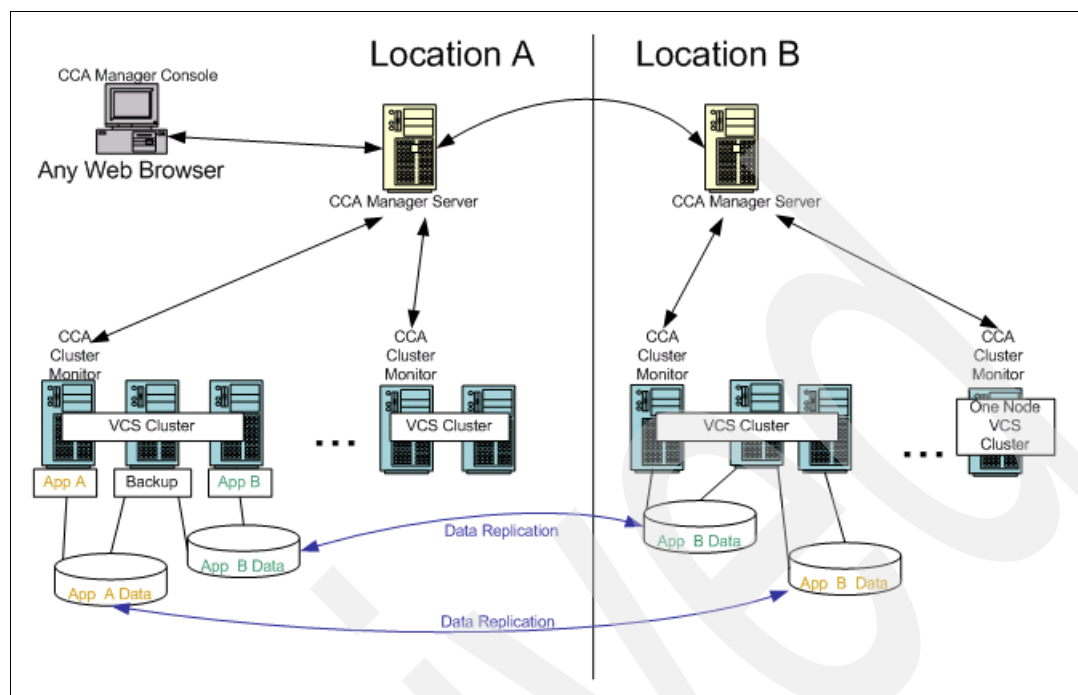 Location A
Location B
CCA Manager Console
Any Web Browser
CCA Manager Server
CCA Manager Server
CCA
Cluster
Monitor
CCA
Cluster
Monitor
CCA
Cluster
Monitor
CCA
Cluster
Monitor
VCS Cluster
...
VCS Cluster
VCS Cluster
...
One Node
VCS
Cluster
App A
Backup
App B
App B Data
App A Data
Data Replication
Data Replication
App B Data
App B Data